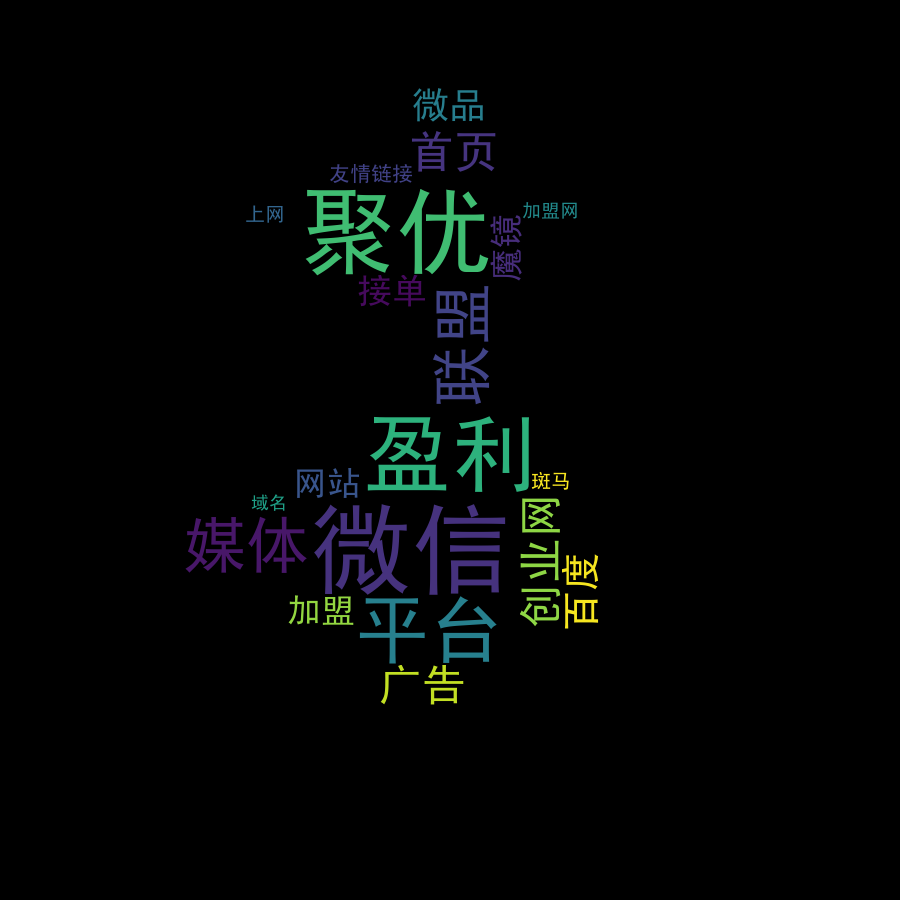 微品
首页
友情链接
上网
聚优
加盟网
魔镜
接单
联盟
盈利
网站
斑马
域名
媒体
微信
创业网
百度
加盟
平台
广告